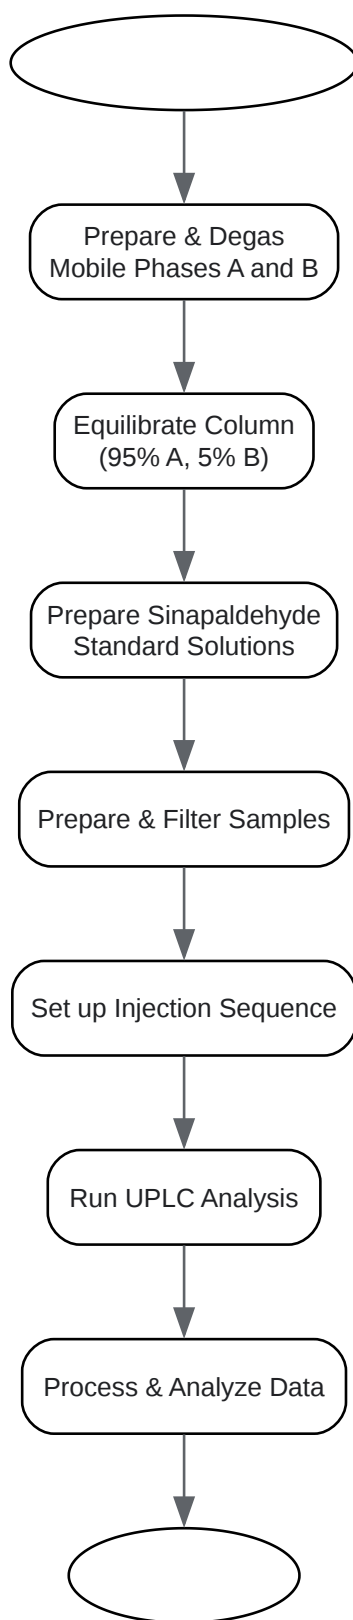 Prepare & Degas
Mobile Phases A and B
Equilibrate Column
(95% A, 5% B)
Prepare Sinapaldehyde
Standard Solutions
Prepare & Filter Samples
Set up Injection Sequence
Run UPLC Analysis
Process & Analyze Data